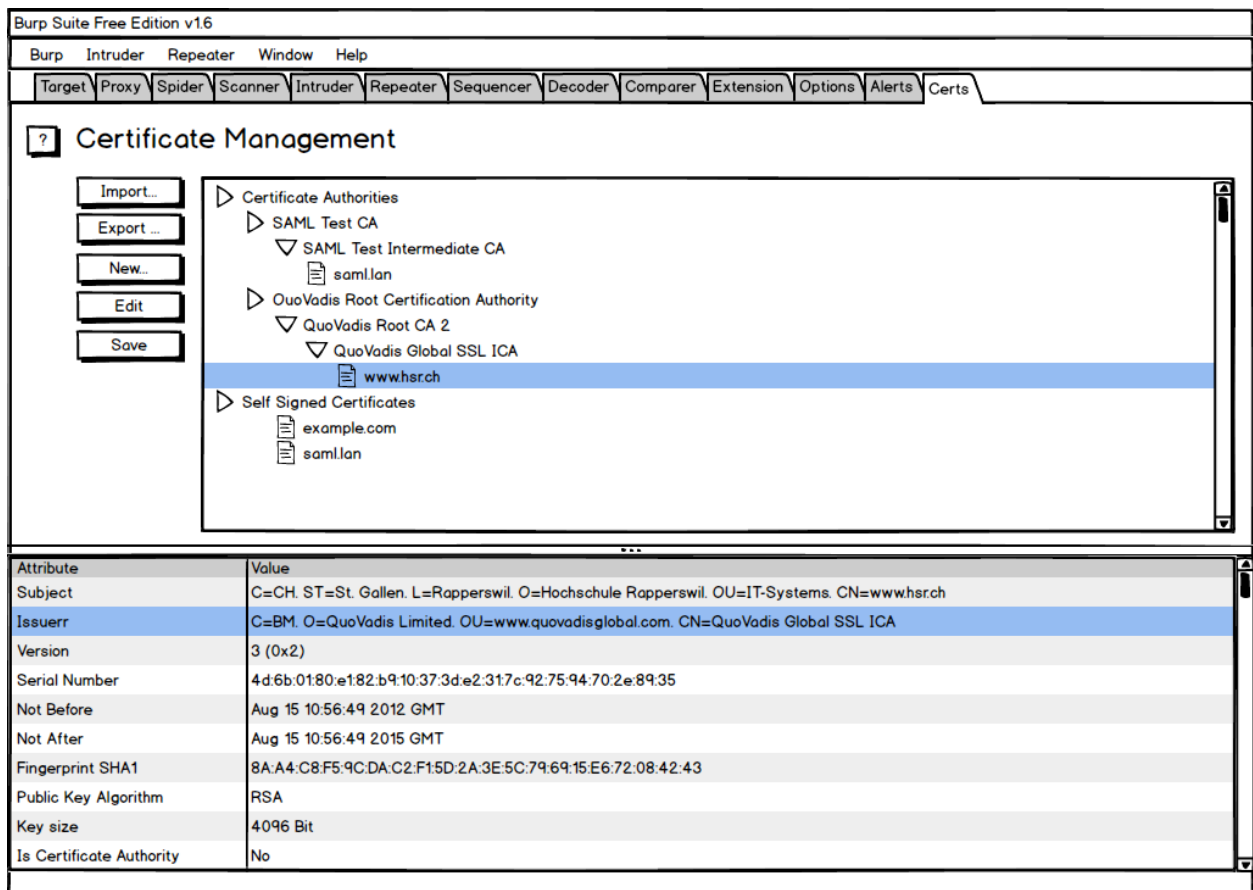 Burp Suite Free Edition v1.6
Burp Intruder Repeater Window Help
Target Proxy Spider Scanner Intruder Repeater Sequencer Decoder Comparer Extension Options Alerts Certs
? Certificate Management
Import...
Export ...
New...
Edit
Save
Certificate Authorities
SAML Test CA
SAML Test Intermediate CA
saml.lan
OuoVadis Root Certification Authority
QuoVadis Root CA 2
QuoVadis Global SSL ICA
www.hsr.ch
Self Signed Certificates
example.com
saml.lan
Attribute Value
Subject C=CH. ST=St. Gallen. L=Rapperswil. O=Hochschule Rapperswil. OU=IT-Systems. CN=www.hsr.ch
Issuerr C=BM. O=QuoVadis Limited. OU=www.quovadisglobal.com. CN=QuoVadis Global SSL ICA
Version 3 (0x2)
Serial Number 4d:6b:01:80:e1:82:b9:10:37:3d:e2:31:7c:92:75:94:70:2e:89:35
Not Before Aug 15 10:56:49 2012 GMT
Not After Aug 15 10:56:49 2015 GMT
Fingerprint SHA1 8A:A4:C8:F5:9C:DA:C2:F1:5D:2A:3E:5C:79:69:15:E6:72:08:42:43
Public Key Algorithm RSA
Key size 4096 Bit
Is Certificate Authority No